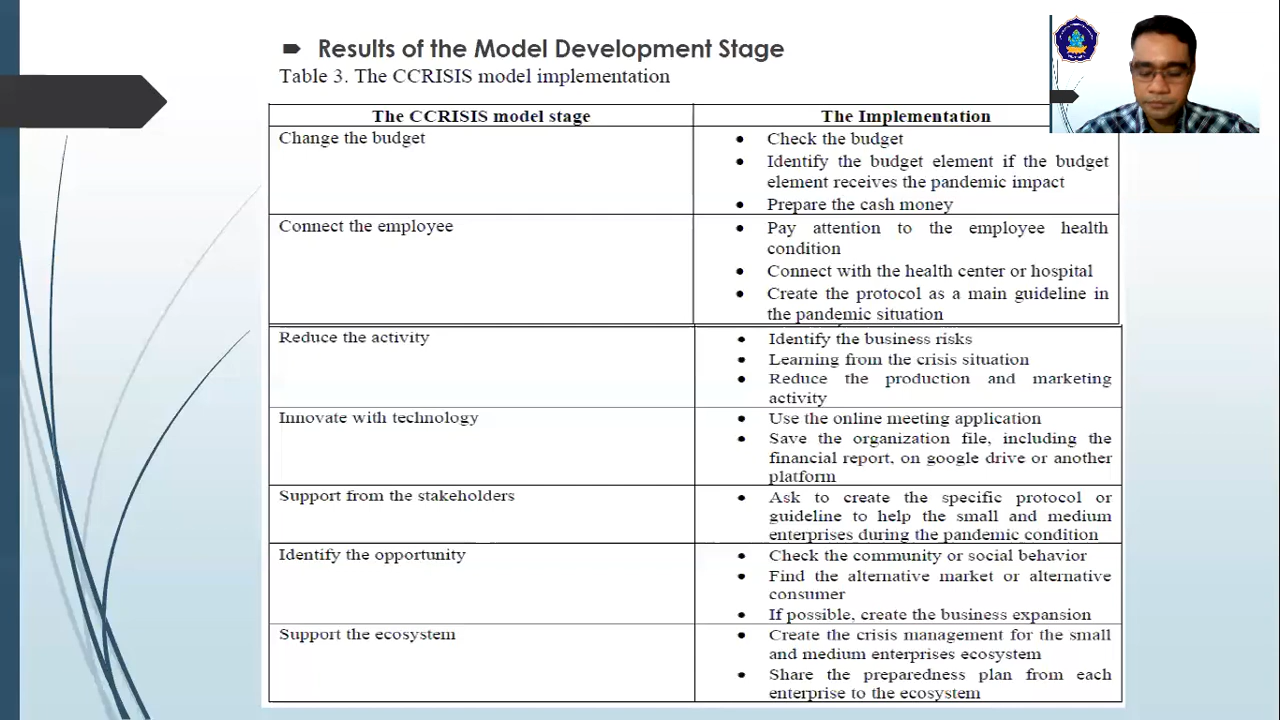 Results of the Model Development Stage
Table 3. The CCRISIS model implementation
The CCRISIS model stage
The Implementation
Change the budget
• Check the budget
• Identify the budget element if the budget
element receives the pandemic impact
• Prepare the cash money
Connect the employee
• Pay attention to the employee health
condition
• Connect with the health center or hospital
• Create the protocol as a main guideline in
the pandemic situation
Reduce the activity
• Identify the business risks
• Learning from the crisis situation
• Reduce the production and marketing
activity
Innovate with technology
• Use the online meeting application
• Save the organization file, including the
financial report, on google drive or another
platform
Support from the stakeholders
• Ask to create the specific protocol or
guideline to help the small and medium
enterprises during the pandemic condition
Identify the opportunity
• Check the community or social behavior
• Find the alternative market or alternative
consumer
• If possible, create the business expansion
Support the ecosystem
• Create the crisis management for the small
and medium enterprises ecosystem
• Share the preparedness plan from each
enterprise to the ecosystem